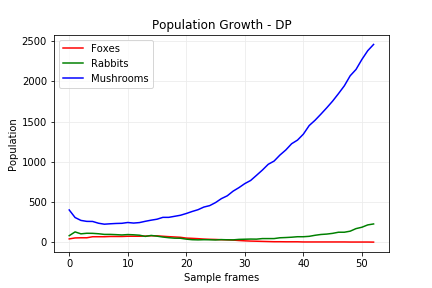 Population Growth - DP
Foxes
Rabbits
Mushrooms
2500
2000
1500
1000
500
0
Population
0 10 20 30 40 50
Sample frames